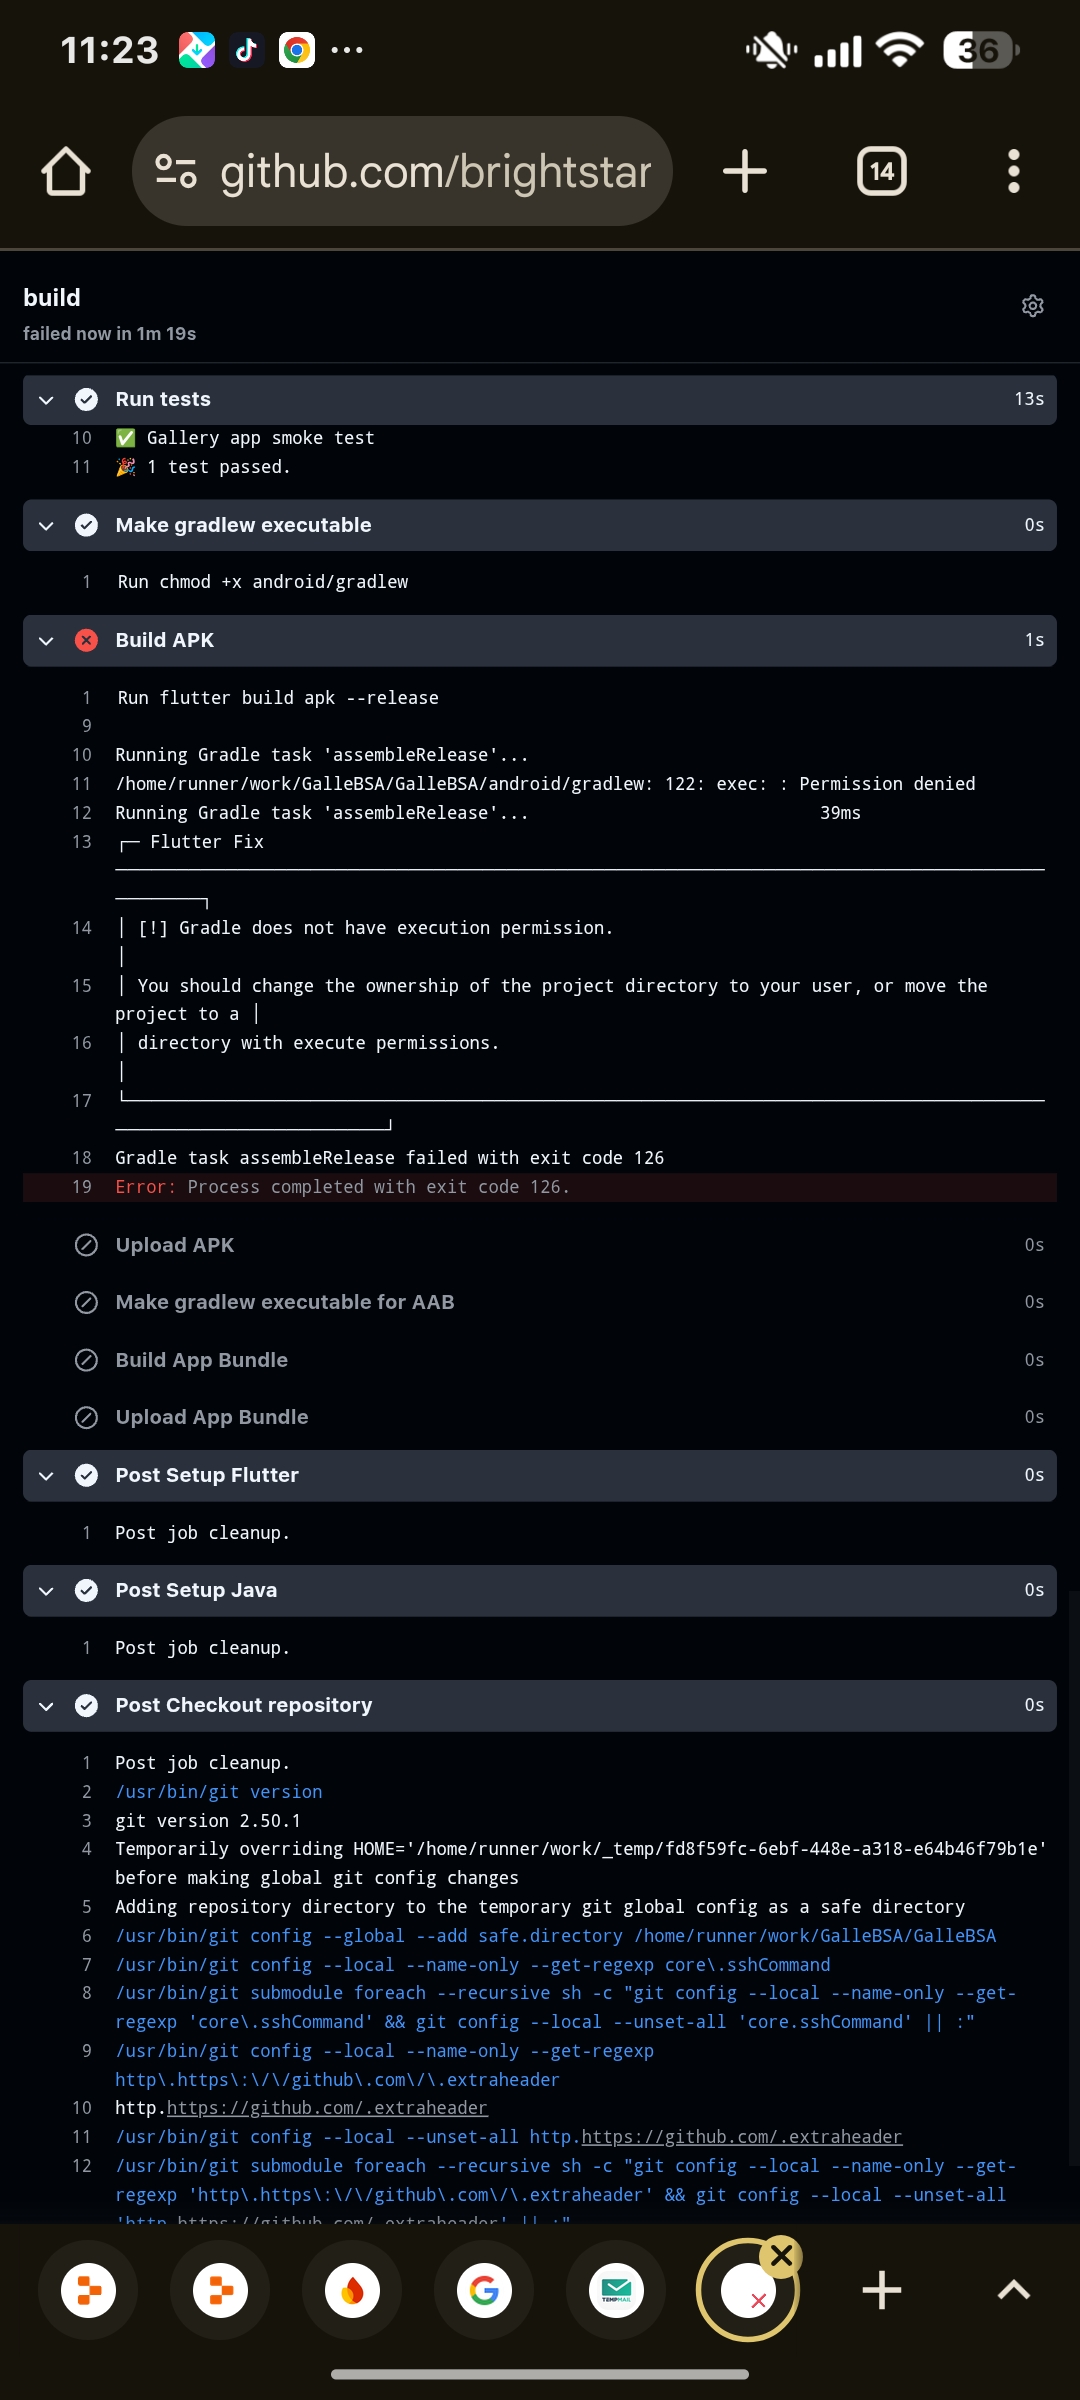 11:23
36
github.com/brightstar
14
build
failed now in 1m 19s
Run tests 13s
10 ✅ Gallery app smoke test
11 🎉 1 test passed.
Make gradlew executable 0s
1 Run chmod +x android/gradlew
Build APK 1s
1 Run flutter build apk --release
9
10 Running Gradle task 'assembleRelease'...
11 /home/runner/work/GalleBSA/GalleBSA/android/gradlew: 122: exec: : Permission denied
12 Running Gradle task 'assembleRelease'... 39ms
13 ┌─ Flutter Fix
────────────────────────────────────────
────────┐
14 │ [!] Gradle does not have execution permission.
│
15 │ You should change the ownership of the project directory to your user, or move the
project to a │
16 │ directory with execute permissions.
│
17 └────────────────────────────────────────
────────────────┘
18 Gradle task assembleRelease failed with exit code 126
19 Error: Process completed with exit code 126.
Upload APK 0s
Make gradlew executable for AAB 0s
Build App Bundle 0s
Upload App Bundle 0s
Post Setup Flutter 0s
1 Post job cleanup.
Post Setup Java 0s
1 Post job cleanup.
Post Checkout repository 0s
1 Post job cleanup.
2 /usr/bin/git version
3 git version 2.50.1
4 Temporarily overriding HOME='/home/runner/work/_temp/fd8f59fc-6ebf-448e-a318-e64b46f79b1e'
before making global git config changes
5 Adding repository directory to the temporary git global config as a safe directory
6 /usr/bin/git config --global --add safe.directory /home/runner/work/GalleBSA/GalleBSA
7 /usr/bin/git config --local --name-only --get-regexp core\.sshCommand
8 /usr/bin/git submodule foreach --recursive sh -c "git config --local --name-only --get-
regexp 'core\.sshCommand' && git config --local --unset-all 'core.sshCommand' || :"
9 /usr/bin/git config --local --name-only --get-regexp
http\.https\:\/\/github\.com\/\.extraheader
10 http.https://github.com/.extraheader
11 /usr/bin/git config --local --unset-all http.https://github.com/.extraheader
12 /usr/bin/git submodule foreach --recursive sh -c "git config --local --name-only --get-
regexp 'http\.https\:\/\/github\.com\/\.extraheader' && git config --local --unset-all
'http.https://github.com/.extraheader' || :"
TEMPMAIL